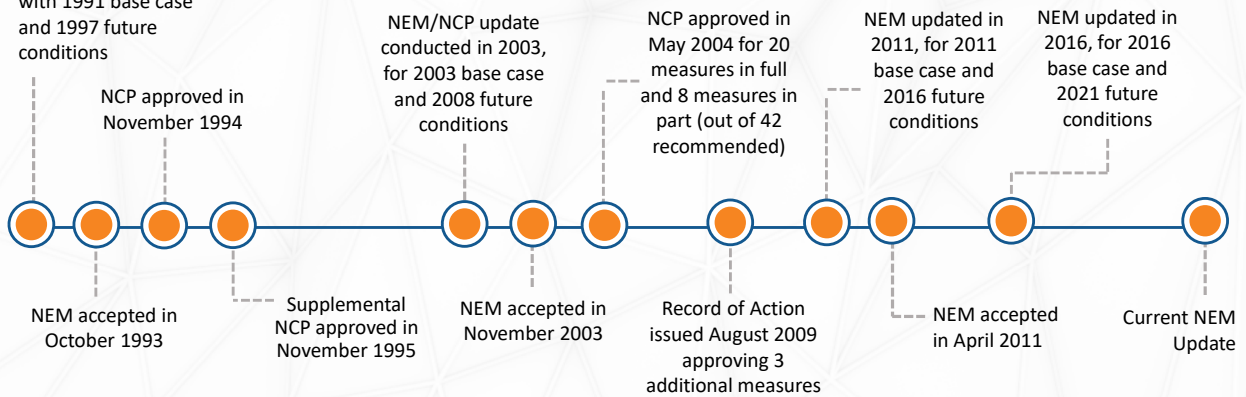 with 1991 base case
and 1997 future
conditions
NCP approved in
November 1994
NEM/NCP update
conducted in 2003,
for 2003 base case
and 2008 future
conditions
NCP approved in
May 2004 for 20
measures in full
and 8 measures in
part (out of 42
recommended)
NEM updated in
2011, for 2011
base case and
2016 future
conditions
NEM updated in
2016, for 2016
base case and
2021 future
conditions
NEM accepted in
October 1993
Supplemental
NCP approved in
November 1995
NEM accepted in
November 2003
Record of Action
issued August 2009
approving 3
additional measures
NEM accepted
in April 2011
Current NEM
Update